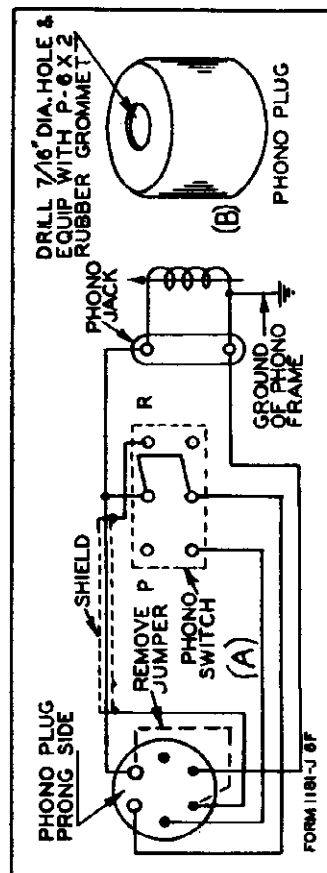 DRILL 7/16" DIA. HOLE &
EQUIP WITH P-6X2
RUBBER GROMMET
(B)
PHONO PLUG
PHONO
JACK
GROUND
OF PHONO
FRAME
R
P
SHIELD
REMOVE
JUMPER
PHONO
SWITCH
(A)
PHONO PLUG
PRONG SIDE
FORM 1181-J 6F